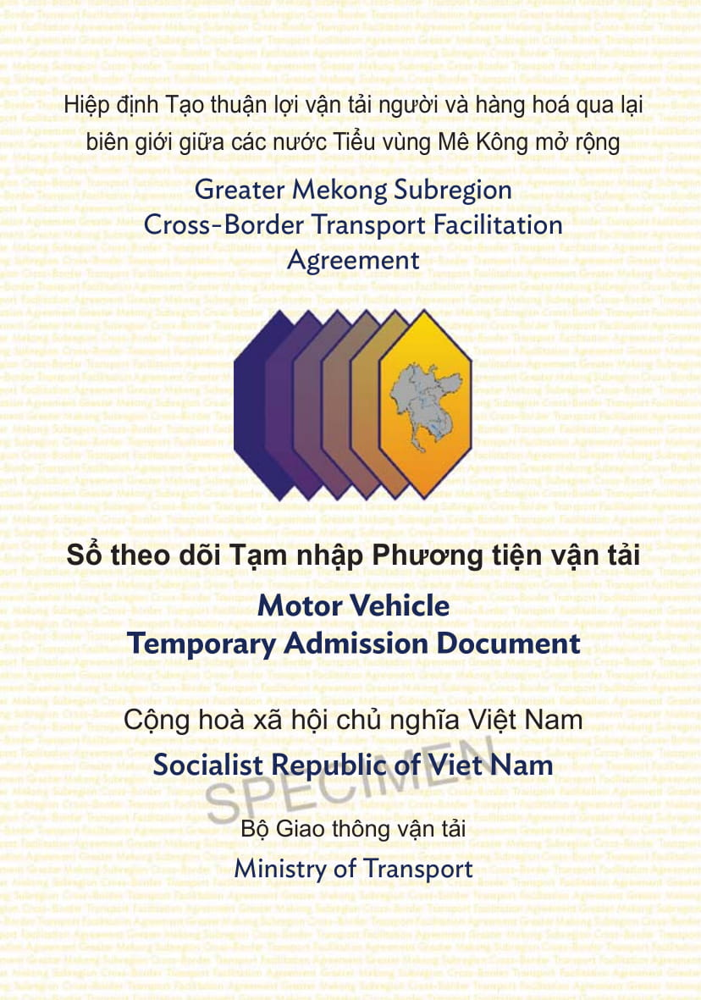 Hiệp định Tạo thuận lợi vận tải người và hàng hoá qua lại
biên giới giữa các nước Tiểu vùng Mê Kông mở rộng
Greater Mekong Subregion
Cross-Border Transport Facilitation
Agreement
Sổ theo dõi Tạm nhập Phương tiện vận tải
Motor Vehicle
Temporary Admission Document
Cộng hoà xã hội chủ nghĩa Việt Nam
Socialist Republic of Viet Nam
SPECIMEN
Bộ Giao thông vận tải
Ministry of Transport